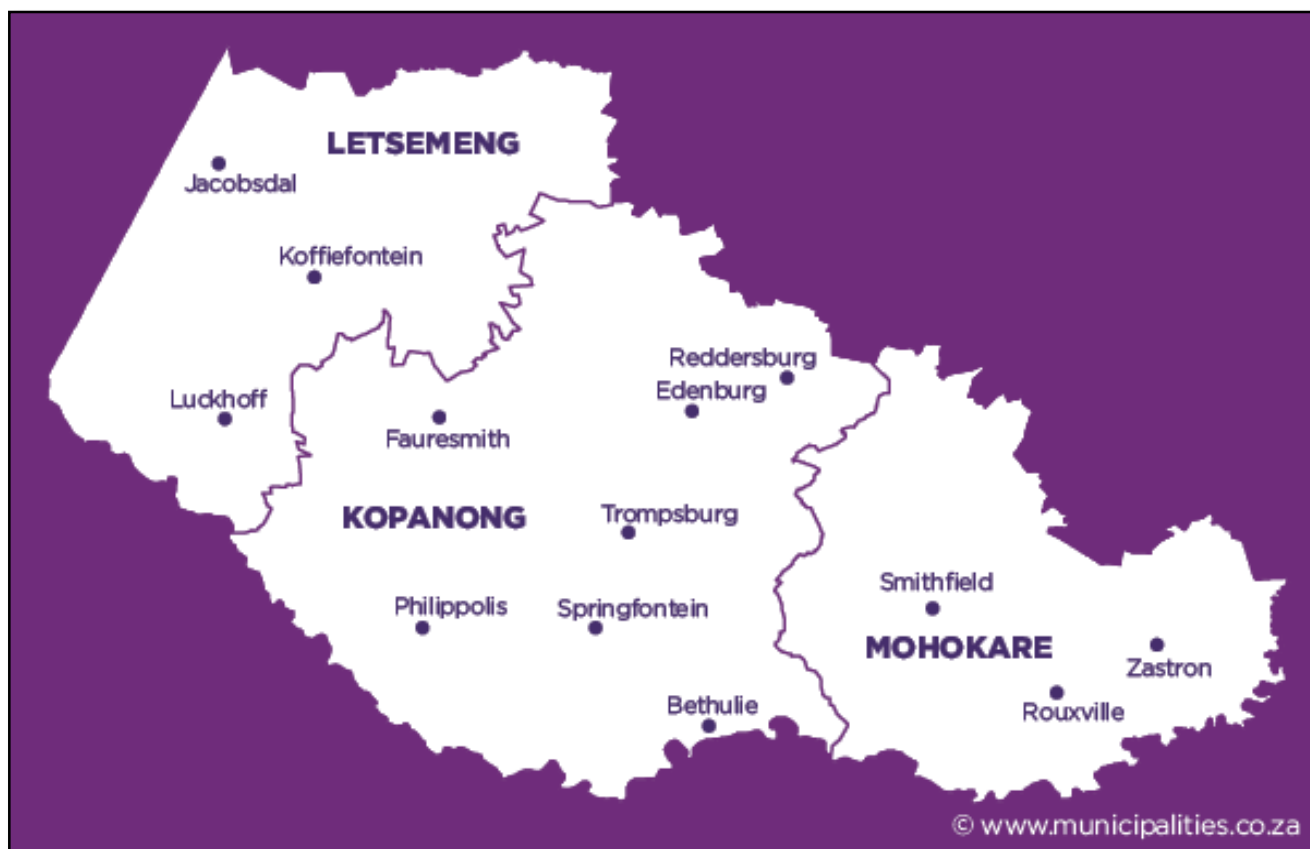 LETSEMENG
Jacobsdal
Koffiefontein
Reddersburg
Edenburg
Luckhoff
Fauresmith
KOPANONG
Trompsburg
Smithfield
Philippolis
Springfontein
MOHOKARE
Zastron
Bethulie
Rouxville
© www.municipalities.co.za